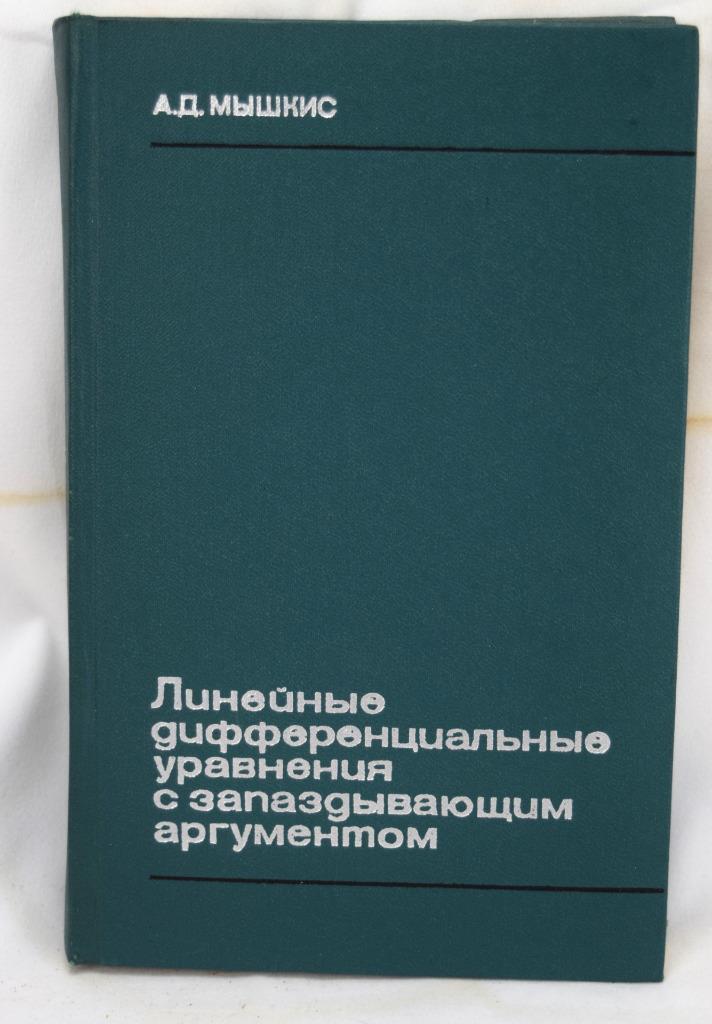 А.Д. МЫШКИС
Линейные
дифференциальные
уравнения
с запаздывающим
аргументом